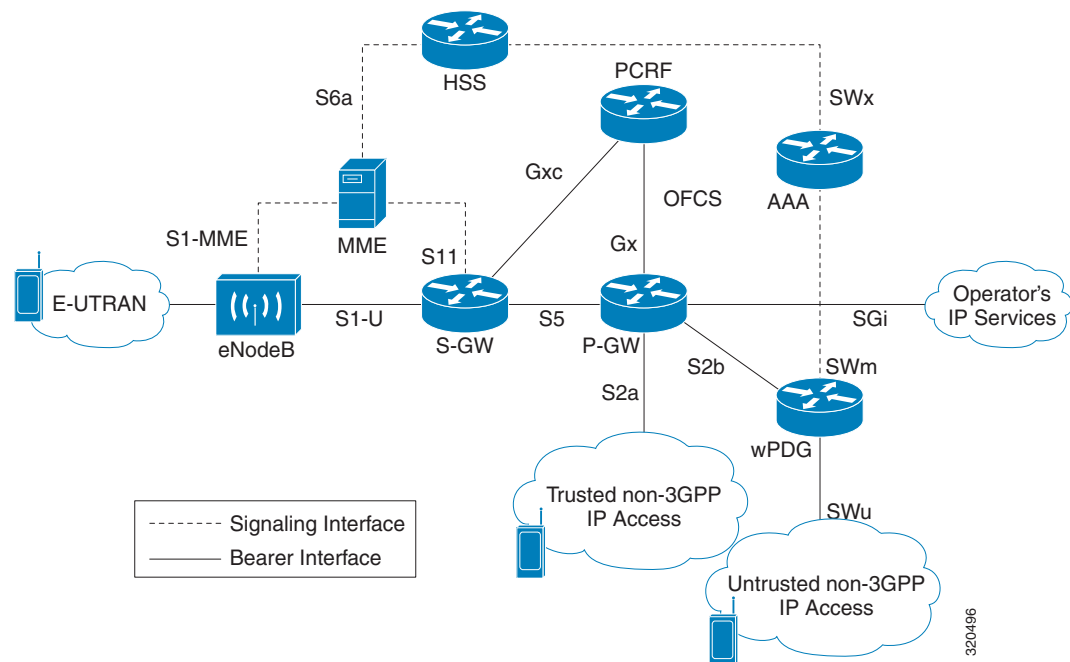 HSS
PCRF
S6a
SWx
Gxc
OFCS
AAA
S1-MME
MME
S11
Gx
E-UTRAN
eNodeB
S1-U
S-GW
S5
P-GW
SGi
Operator's
IP Services
S2a
S2b
SWm
wPDG
Trusted non-3GPP
IP Access
SWu
Signaling Interface
Bearer Interface
Untrusted non-3GPP
IP Access
320496